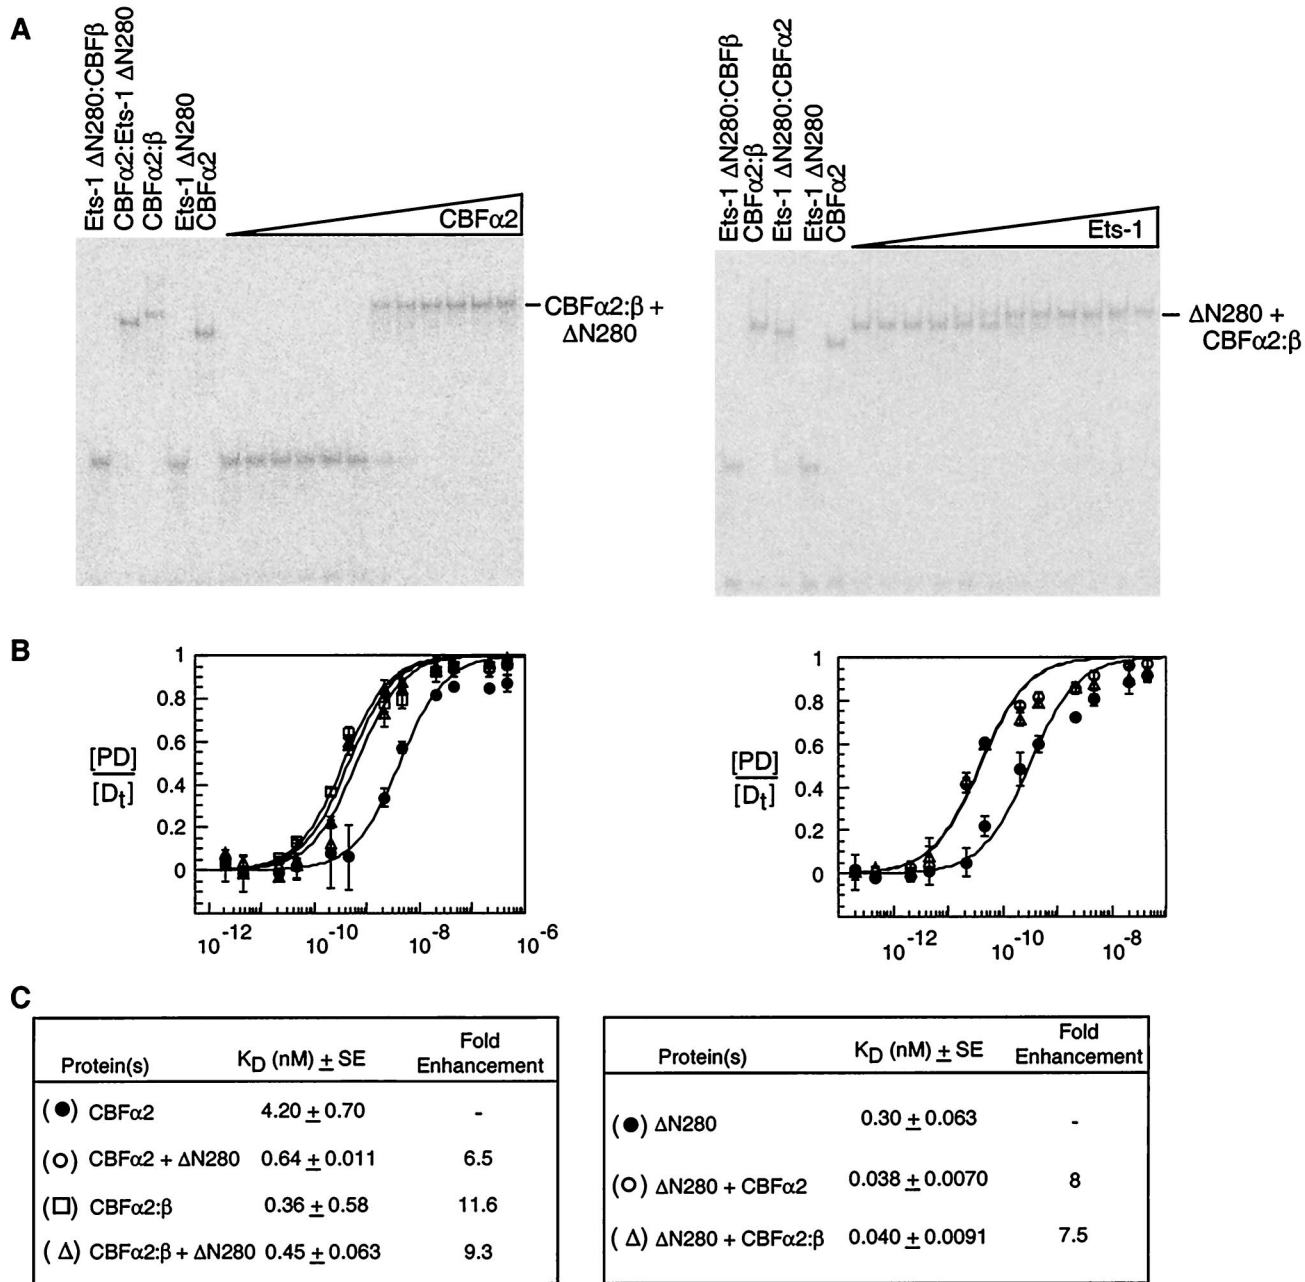 A
Ets-1 ΔN280:CBFβ
CBFα2:Ets-1 ΔN280
CBFα2:β
Ets-1 ΔN280
CBFα2
CBFα2
CBFα2:β +
ΔN280
Ets-1 ΔN280:CBFβ
CBFα2:β
Ets-1 ΔN280:CBFα2
Ets-1 ΔN280
CBFα2
Ets-1
ΔN280 +
CBFα2:β
B
1
0.8
0.6
0.4
0.2
0
[PD]
[Dt]
10-12 10-10 10-8 10-6
1
0.8
0.6
0.4
0.2
0
[PD]
[Dt]
10-12 10-10 10-8
C
Protein(s) KD (nM) ± SE Fold Enhancement
(●) CBFα2 4.20 ± 0.70 -
(○) CBFα2 + ΔN280 0.64 ± 0.011 6.5
(□) CBFα2:β 0.36 ± 0.58 11.6
(Δ) CBFα2:β + ΔN280 0.45 ± 0.063 9.3
Protein(s) KD (nM) ± SE Fold Enhancement
(●) ΔN280 0.30 ± 0.063 -
(○) ΔN280 + CBFα2 0.038 ± 0.0070 8
(Δ) ΔN280 + CBFα2:β 0.040 ± 0.0091 7.5